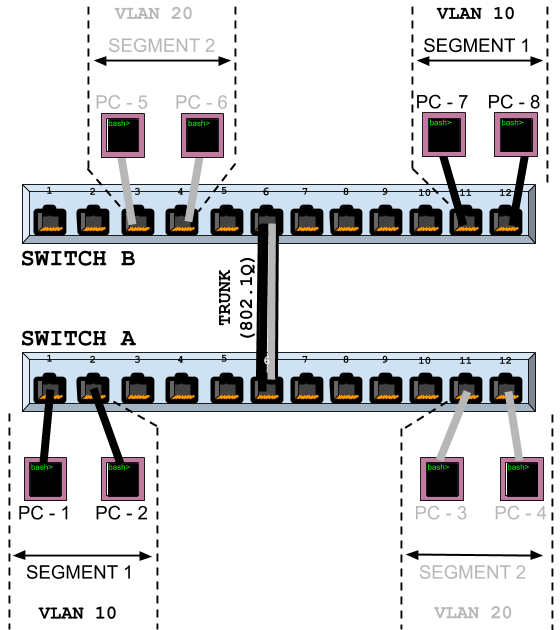 VLAN 20 VLAN 10
SEGMENT 2 SEGMENT 1
PC - 5 PC - 6 PC - 7 PC - 8
bash> bash> bash> bash>
1 2 3 4 5 6 7 8 9 10 11 12
SWITCH B
TRUNK
(802.1Q)
SWITCH A
1 2 3 4 5 6 7 8 9 10 11 12
bash> bash> bash> bash>
PC - 1 PC - 2 PC - 3 PC - 4
SEGMENT 1 SEGMENT 2
VLAN 10 VLAN 20